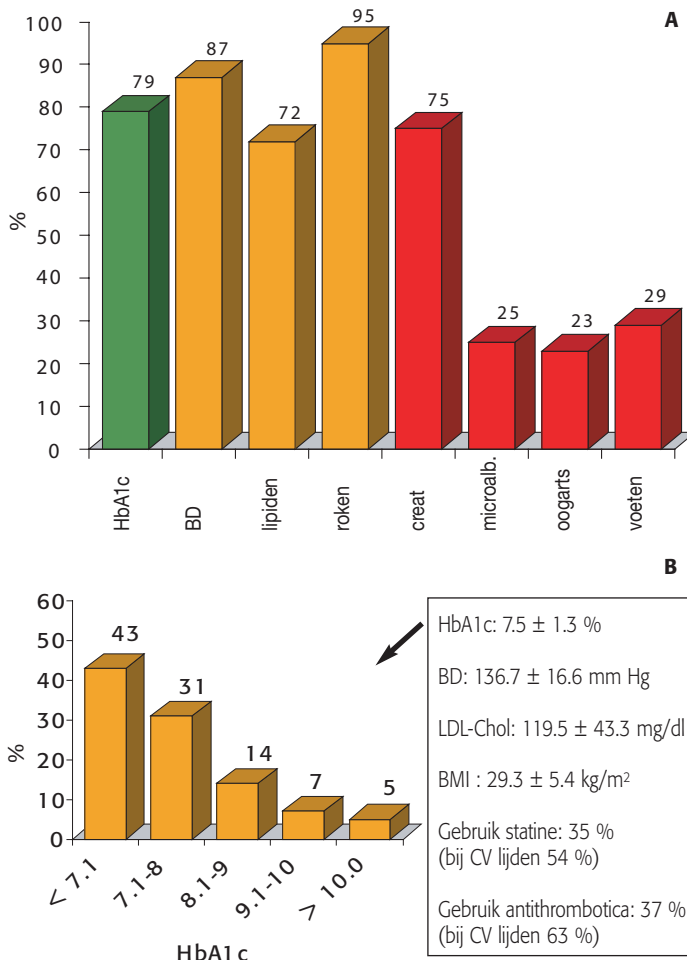 A
100
90
80
70
60
50
40
30
20
10
0
%
79
87
72
95
75
25
23
29
HbA1c
BD
lipiden
roken
creat
microalb.
oogarts
voeten
B
60
50
40
30
20
10
0
%
43
31
14
7
5
< 7.1
7.1-8
8.1-9
9.1-10
> 10.0
HbA1c
HbA1c: 7.5 ± 1.3 %
BD: 136.7 ± 16.6 mm Hg
LDL-Chol: 119.5 ± 43.3 mg/dl
BMI : 29.3 ± 5.4 kg/m²
Gebruik statine: 35 %
(bij CV lijden 54 %)
Gebruik antithrombotica: 37 %
(bij CV lijden 63 %)